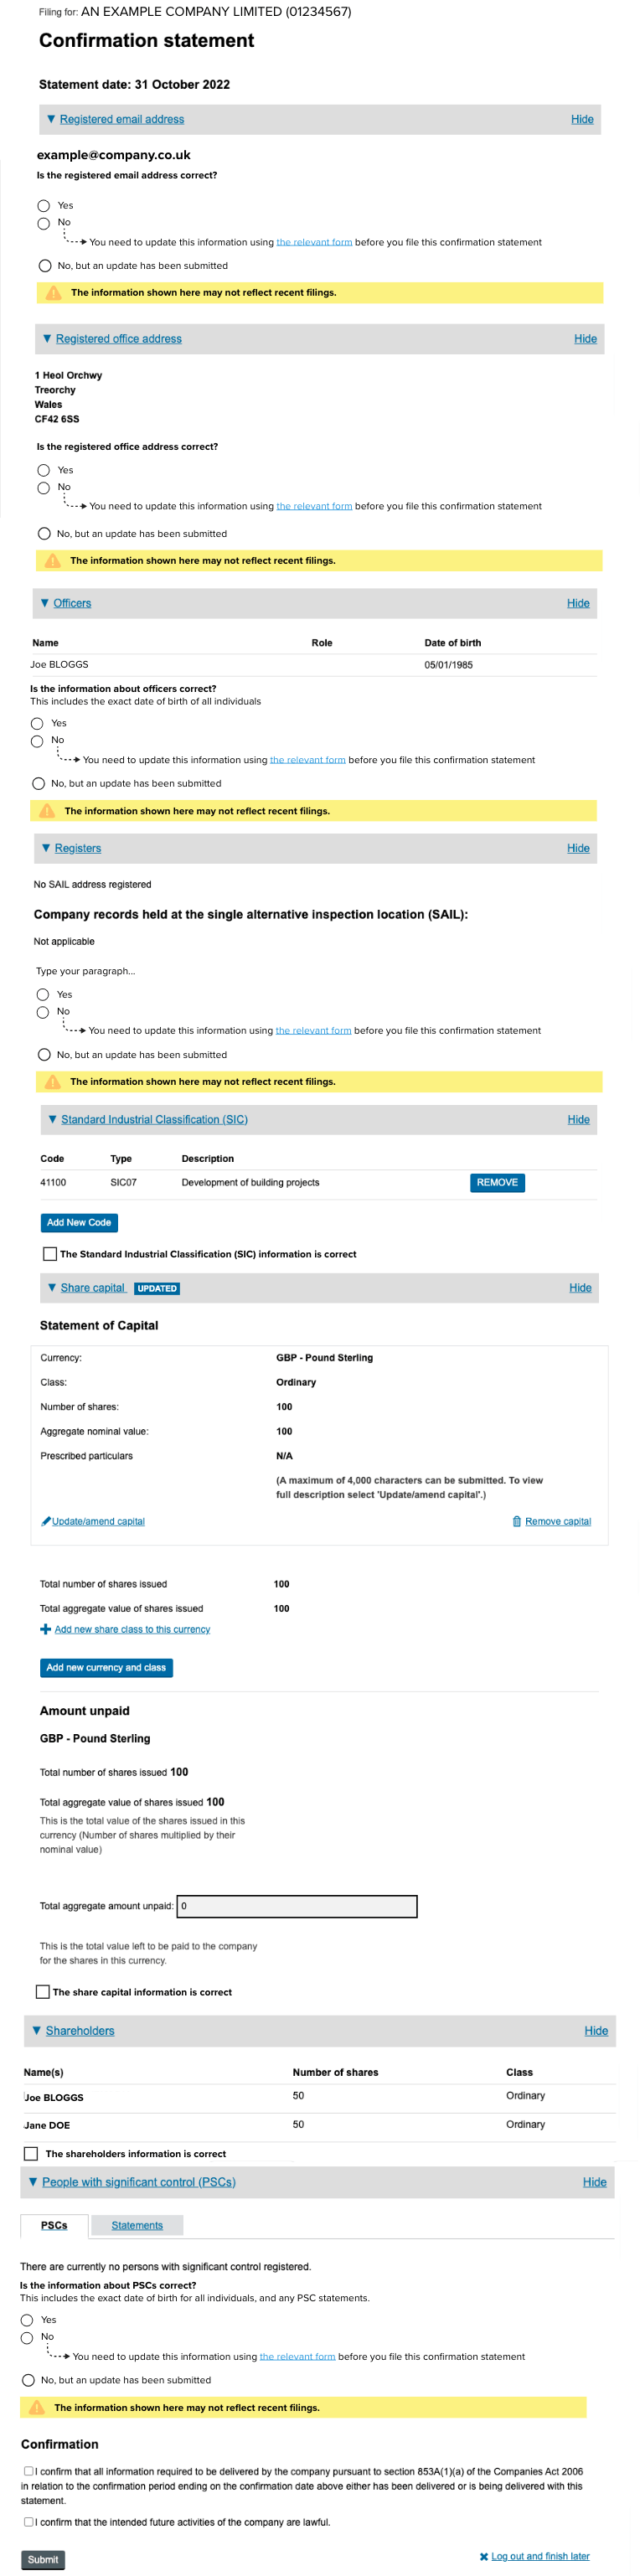 Filing for: AN EXAMPLE COMPANY LIMITED (01234567)
Confirmation statement
Statement date: 31 October 2022
▼ Registered email address Hide
example@company.co.uk
Is the registered email address correct?
Yes
No
You need to update this information using the relevant form before you file this confirmation statement
No, but an update has been submitted
The information shown here may not reflect recent filings.
▼ Registered office address Hide
1 Heol Orchwy
Treorchy
Wales
CF42 6SS
Is the registered office address correct?
Yes
No
You need to update this information using the relevant form before you file this confirmation statement
No, but an update has been submitted
The information shown here may not reflect recent filings.
▼ Officers Hide
Name Role Date of birth
Joe BLOGGS 05/01/1985
Is the information about officers correct?
This includes the exact date of birth of all individuals
Yes
No
You need to update this information using the relevant form before you file this confirmation statement
No, but an update has been submitted
The information shown here may not reflect recent filings.
▼ Registers Hide
No SAIL address registered
Company records held at the single alternative inspection location (SAIL):
Not applicable
Type your paragraph...
Yes
No
You need to update this information using the relevant form before you file this confirmation statement
No, but an update has been submitted
The information shown here may not reflect recent filings.
▼ Standard Industrial Classification (SIC) Hide
Code Type Description
41100 SIC07 Development of building projects REMOVE
Add New Code
The Standard Industrial Classification (SIC) information is correct
▼ Share capital UPDATED Hide
Statement of Capital
Currency: GBP - Pound Sterling
Class: Ordinary
Number of shares: 100
Aggregate nominal value: 100
Prescribed particulars N/A
(A maximum of 4,000 characters can be submitted. To view
full description select 'Update/amend capital'.)
Update/amend capital Remove capital
Total number of shares issued 100
Total aggregate value of shares issued 100
Add new share class to this currency
Add new currency and class
Amount unpaid
GBP - Pound Sterling
Total number of shares issued 100
Total aggregate value of shares issued 100
This is the total value of the shares issued in this
currency (Number of shares multiplied by their
nominal value)
Total aggregate amount unpaid: 0
This is the total value left to be paid to the company
for the shares in this currency.
The share capital information is correct
▼ Shareholders Hide
Name(s) Number of shares Class
Joe BLOGGS 50 Ordinary
Jane DOE 50 Ordinary
The shareholders information is correct
▼ People with significant control (PSCs) Hide
PSCs Statements
There are currently no persons with significant control registered.
Is the information about PSCs correct?
This includes the exact date of birth for all individuals, and any PSC statements.
Yes
No
You need to update this information using the relevant form before you file this confirmation statement
No, but an update has been submitted
The information shown here may not reflect recent filings.
Confirmation
I confirm that all information required to be delivered by the company pursuant to section 853A(1)(a) of the Companies Act 2006
in relation to the confirmation period ending on the confirmation date above either has been delivered or is being delivered with this
statement.
I confirm that the intended future activities of the company are lawful.
Submit Log out and finish later